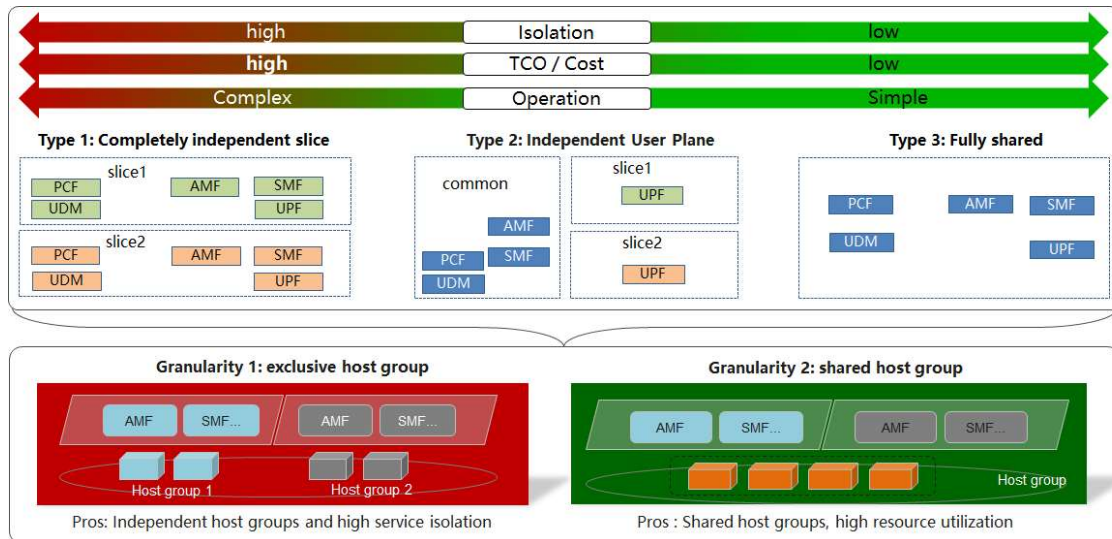 high Isolation low
high TCO / Cost low
Complex Operation Simple
Type 1: Completely independent slice
slice1
PCF AMF SMF
UDM UPF
slice2
PCF AMF SMF
UDM UPF
Type 2: Independent User Plane
common
AMF
PCF SMF
UDM
slice1
UPF
slice2
UPF
Type 3: Fully shared
PCF AMF SMF
UDM UPF
Granularity 1: exclusive host group
AMF SMF... AMF SMF...
Host group 1 Host group 2
Pros: Independent host groups and high service isolation
Granularity 2: shared host group
AMF SMF... AMF SMF...
Host group
Pros : Shared host groups, high resource utilization